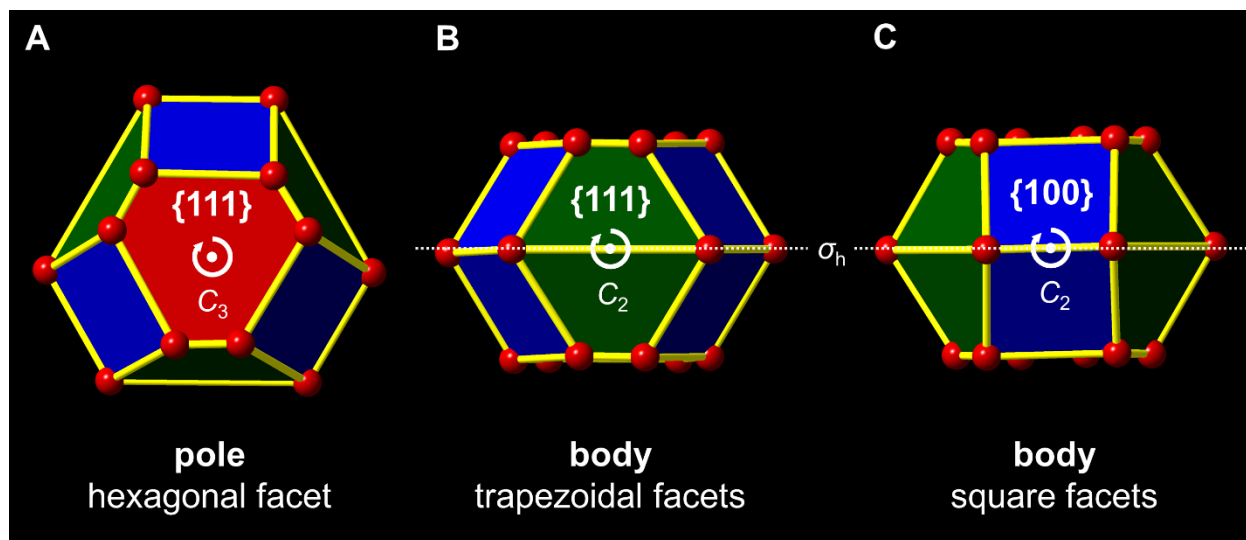 A
B
C
{111}
C₃
{111}
C₂
σₕ
{100}
C₂
pole
hexagonal facet
body
trapezoidal facets
body
square facets